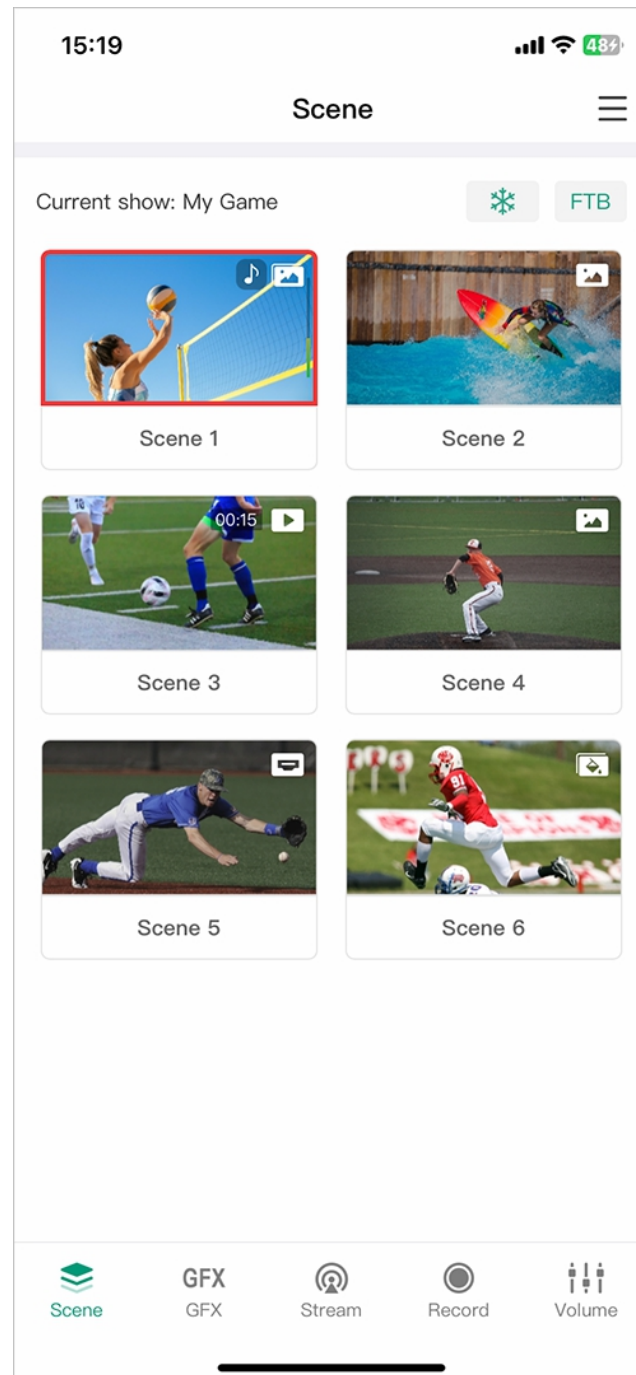 15:19
48
Scene
Current show: My Game
FTB
Scene 1
Scene 2
10
00:15
Scene 3
Scene 4
Scene 5
91
Scene 6
GFX
Scene
GFX
Stream
Record
Volume